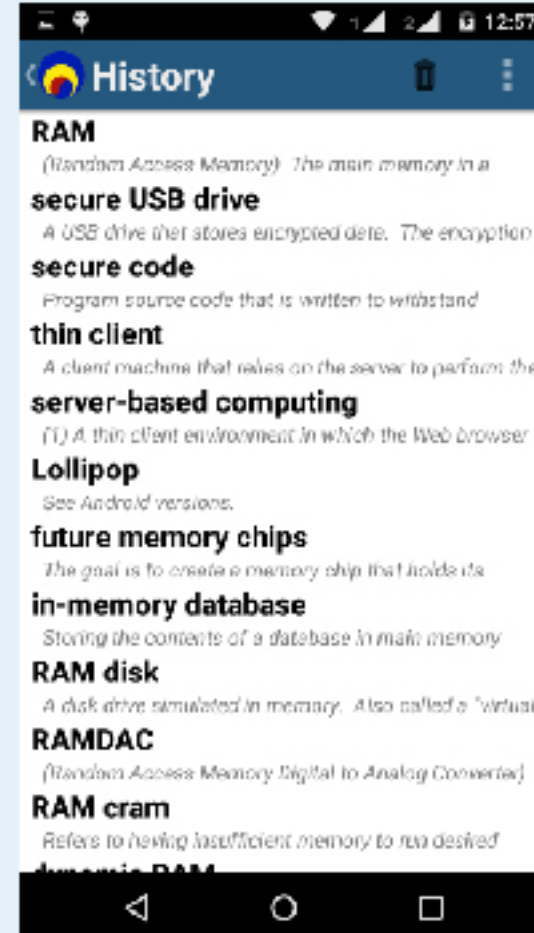 1 2 12:57
History
RAM
(Random Access Memory) The main memory in a
secure USB drive
A USB drive that stores encrypted data. The encryption
secure code
Program source code that is written to withstand
thin client
A client machine that relies on the server to perform the
server-based computing
(1) A thin client environment in which the Web browser
Lollipop
See Android versions.
future memory chips
The goal is to create a memory chip that holds its
in-memory database
Storing the contents of a database in main memory
RAM disk
A disk drive simulated in memory. Also called a "virtual
RAMDAC
(Random Access Memory Digital to Analog Converter)
RAM cram
Refers to having insufficient memory to run desired
dynamic RAM